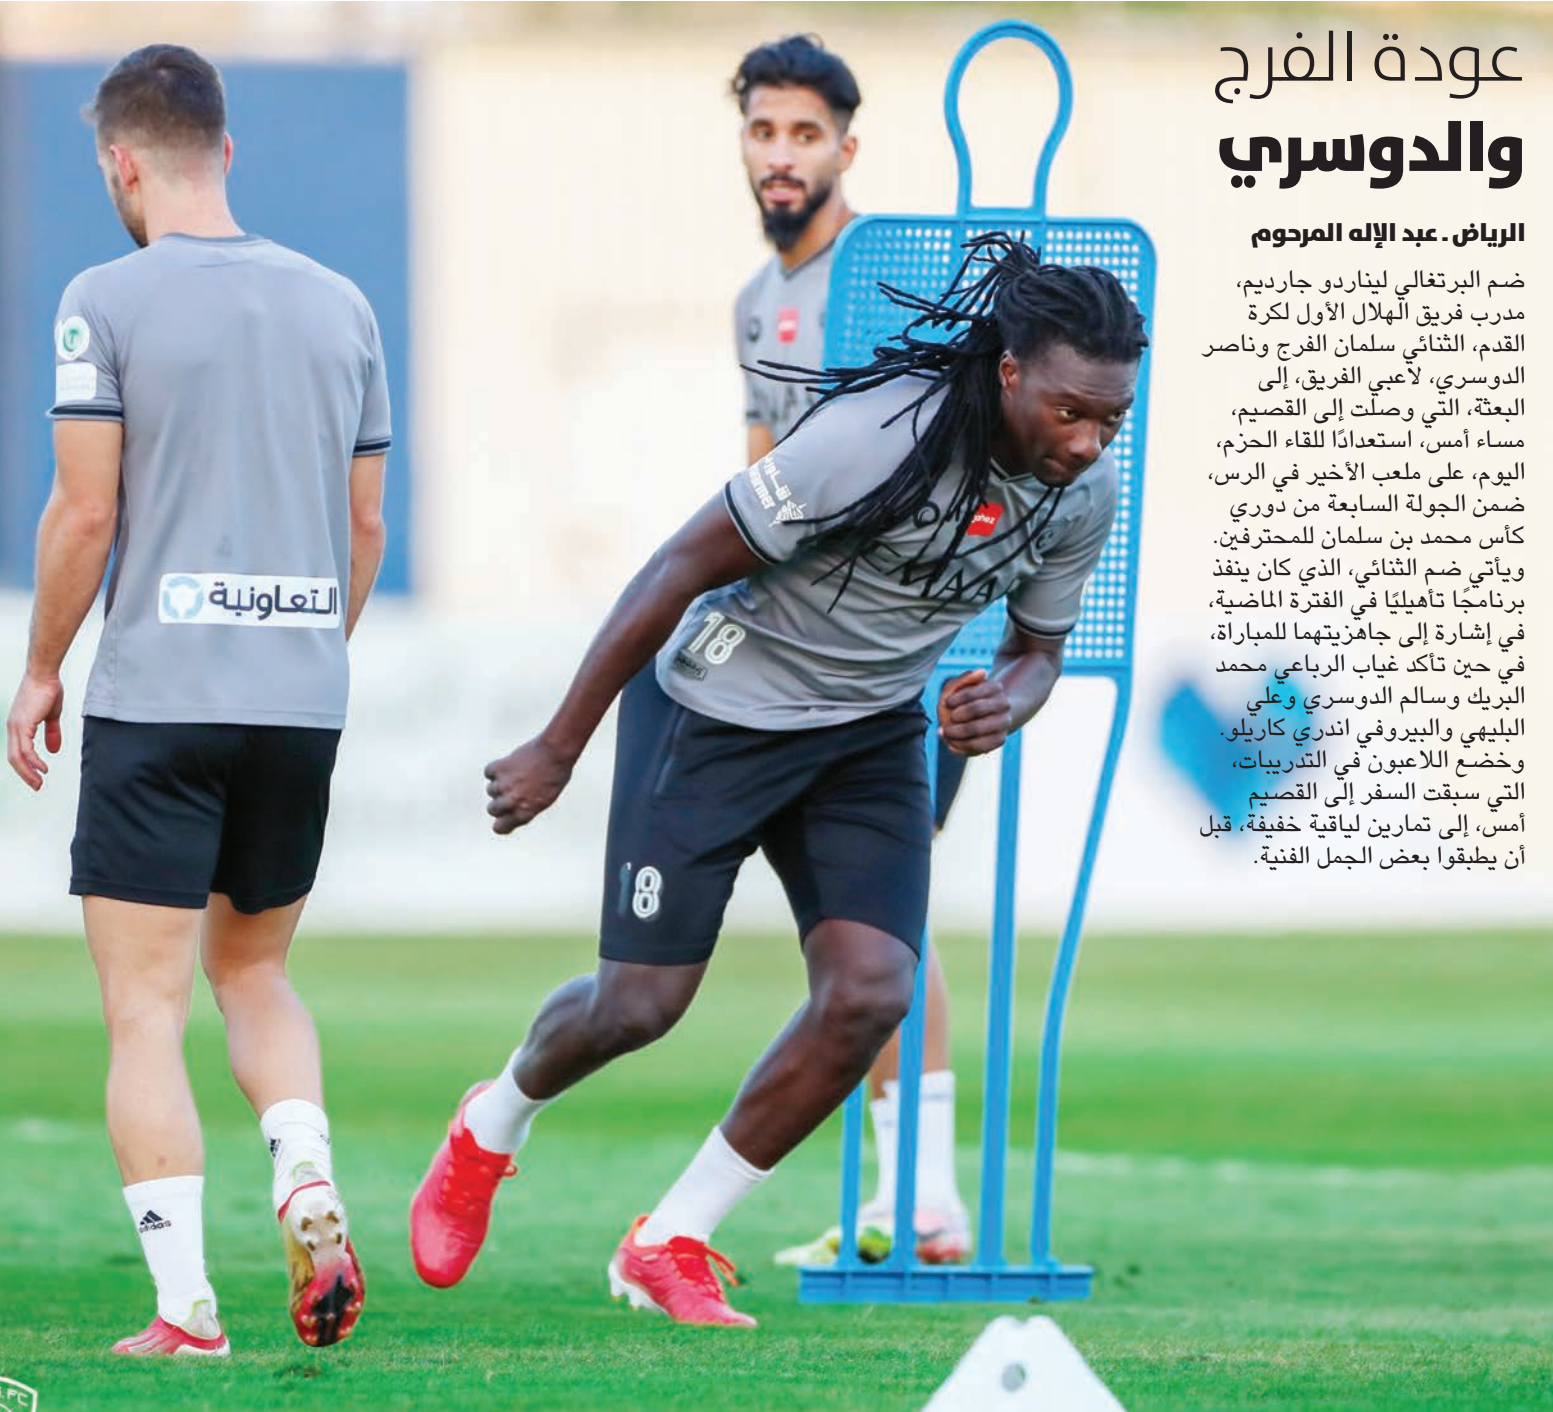 عودة الفرج
والدوسري
الرياض ـ عبد الإله المرحوم
ضم البرتغالي ليناردو جارديم،
مدرب فريق الهلال الأول لكرة
القدم، الثنائي سلمان الفرج وناصر
الدوسري، لاعبي الفريق، إلى
البعثة، التي وصلت إلى القصيم،
مساء أمس، استعدادًا للقاء الحزم،
اليوم، على ملعب الأخير في الرس،
ضمن الجولة السابعة من دوري
كأس محمد بن سلمان للمحترفين.
ويأتي ضم الثنائي، الذي كان ينفذ
برنامجًا تأهيليًا في الفترة الماضية،
في إشارة إلى جاهزيتهما للمباراة،
في حين تأكد غياب الرباعي محمد
البريك وسالم الدوسري وعلي
البليهي والبيروفي اندري كاريلو.
وخضع اللاعبون في التدريبات،
التي سبقت السفر إلى القصيم
أمس، إلى تمارين لياقية خفيفة، قبل
أن يطبقوا بعض الجمل الفنية.
التعاونية
jahez
18
18
adidas
FC